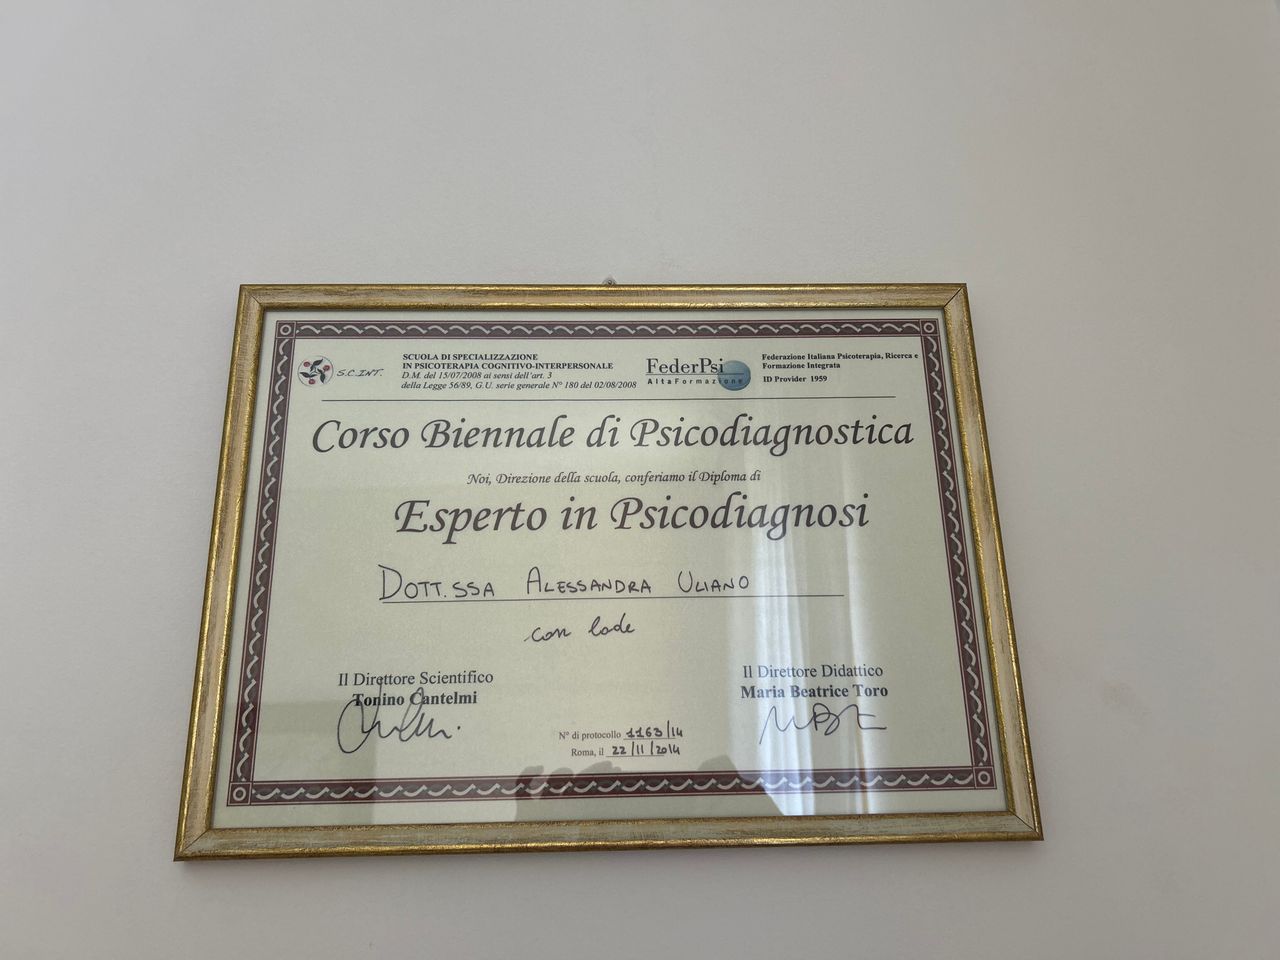 S.C.INT.
SCUOLA DI SPECIALIZZAZIONE
IN PSICOTERAPIA COGNITIVO-INTERPERSONALE
D.M. del 15/07/2008 ai sensi dell'art. 3
della Legge 56/89, G.U. serie generale N° 180 del 02/08/2008
FederPsi
AltaFormazione
Federazione Italiana Psicoterapia, Ricerca e
Formazione Integrata
ID Provider 1959
Corso Biennale di Psicodiagnostica
Noi, Direzione della scuola, conferiamo il Diploma di
Esperto in Psicodiagnosi
DOTT.SSA ALESSANDRA ULIANO
con lode
Il Direttore Scientifico
Tonino Cantelmi
Il Direttore Didattico
Maria Beatrice Toro
N° di protocollo 1163/14
Roma, il 22/11/2014